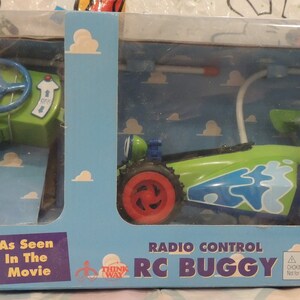 As Seen
In The
Movie
THINK
WAY
RADIO CONTROL
RC BUGGY